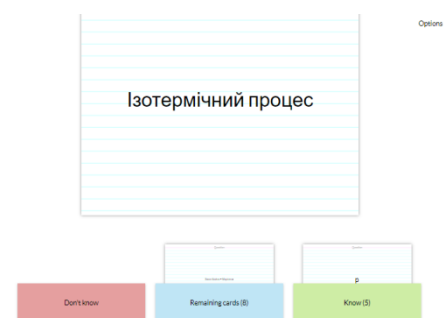 Options
Ізотермічний процес
p
Don't know
Remaining cards (8)
Know (5)